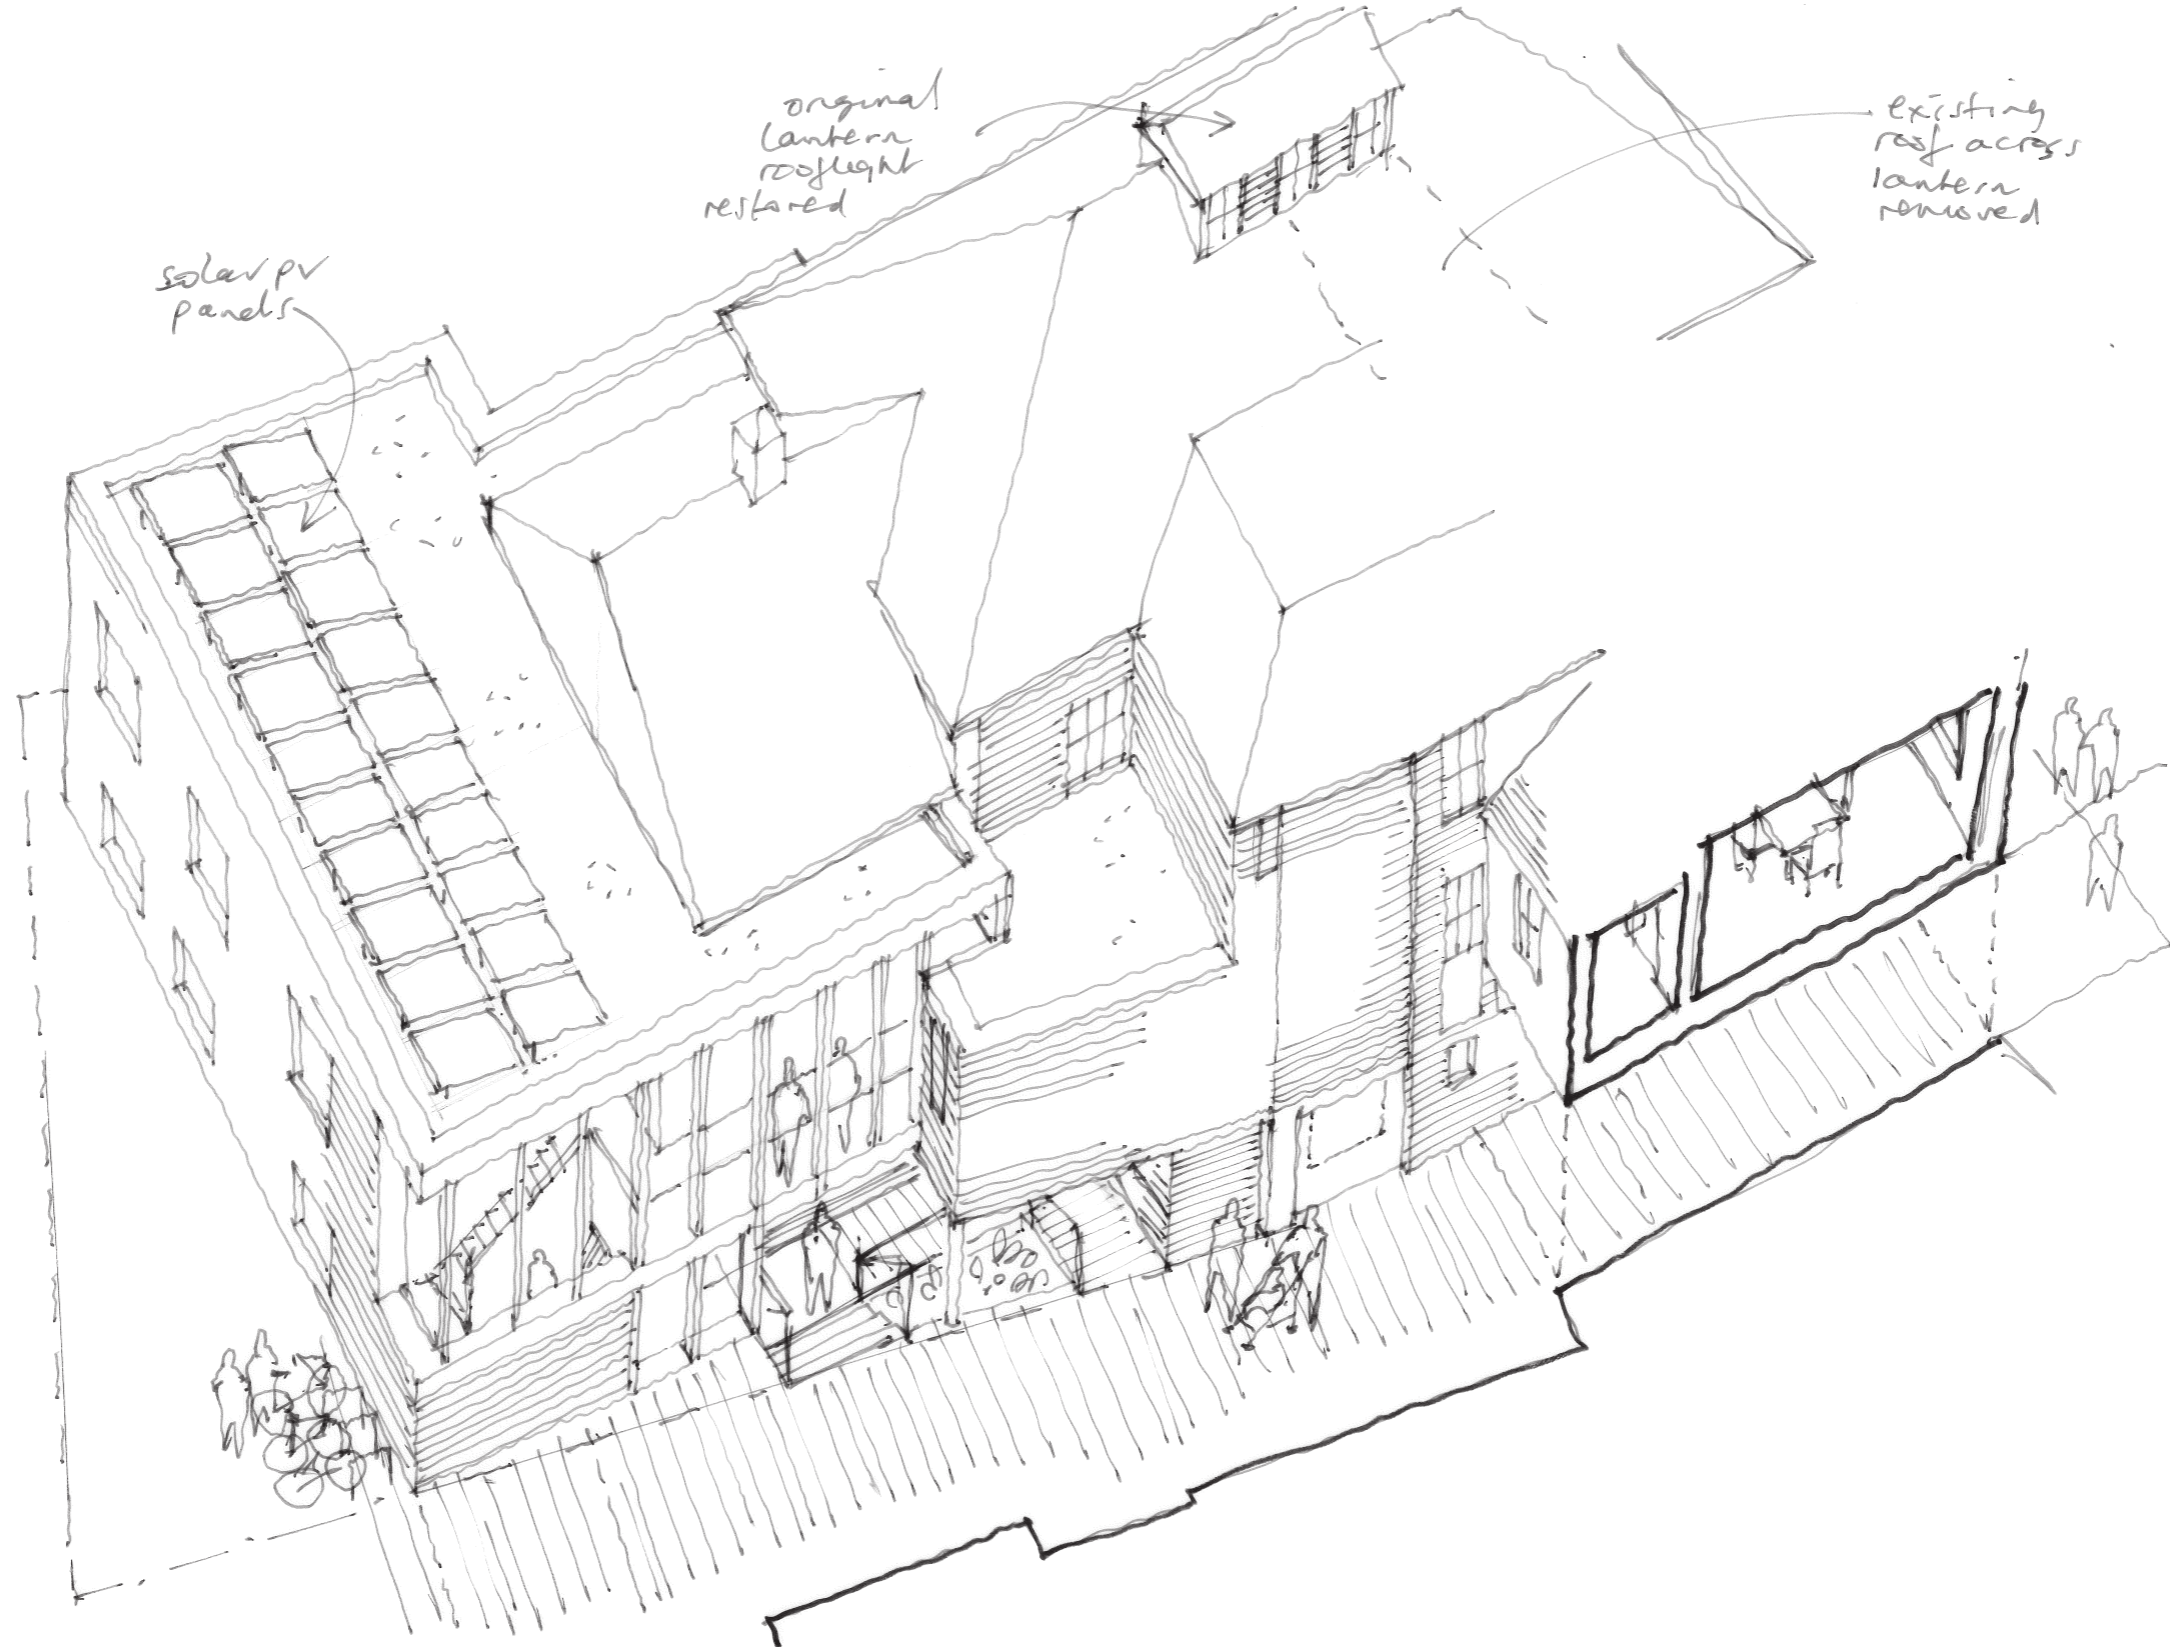 original
lantern
rooflight
restored
existing
roof across
lantern
removed
solar pv
panels